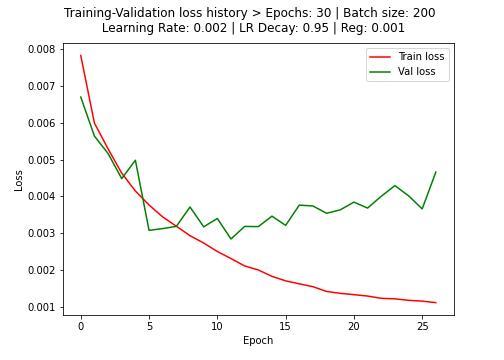 Training-Validation loss history > Epochs: 30 | Batch size: 200
Learning Rate: 0.002 | LR Decay: 0.95 | Reg: 0.001
Train loss
Val loss
0.008
0.007
0.006
0.005
0.004
0.003
0.002
0.001
Loss
0 5 10 15 20 25
Epoch